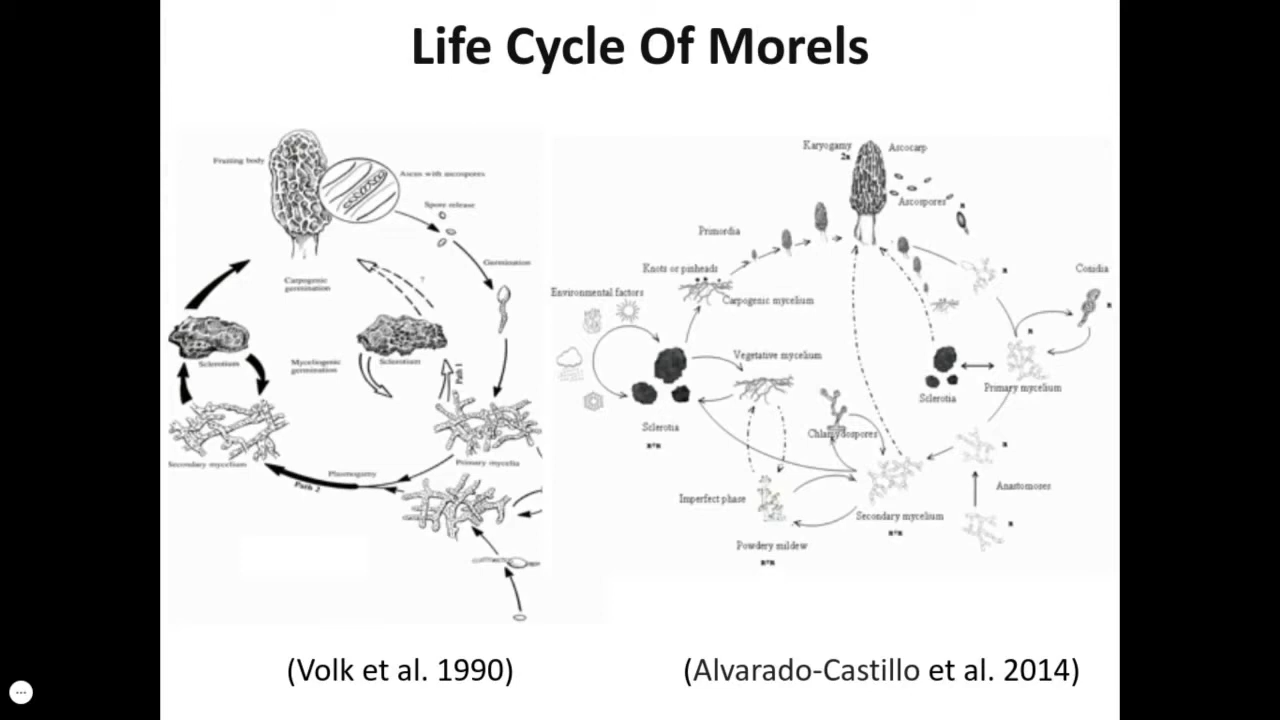 Life Cycle Of Morels
Fruiting body
Ascus with ascospores
Spore release
Germination
Carpogenic
germination
?
Sclerotium
Myceliogenic
germination
Sclerotium
Path 1
Secondary mycelium
Primary mycelia
Plasmogamy
Path 2
Karyogamy
2n
Ascocarp
Ascospores
n
Primordia
Knots or pinheads
Carpogenic mycelium
Environmental factors
n
Conidia
n
n
Vegetative mycelium
Primary mycelium
Sclerotia
Sclerotia
n+n
Chlamydospores
n
Imperfect phase
Anastomoses
Secondary mycelium
n+n
n
Powdery mildew
n+n
(Volk et al. 1990)
(Alvarado-Castillo et al. 2014)